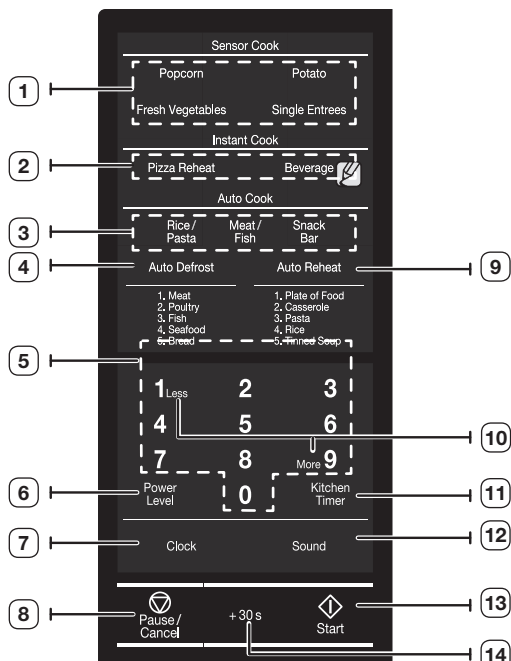 Sensor Cook
Popcorn Potato
1
Fresh Vegetables Single Entrees
Instant Cook
2 Pizza Reheat Beverage
Auto Cook
3 Rice/ Meat/ Snack
Pasta Fish Bar
4 Auto Defrost Auto Reheat 9
1. Meat 1. Plate of Food
2. Poultry 2. Casserole
3. Fish 3. Pasta
4. Seafood 4. Rice
5. Bread 5. Tinned Soup
5
1 Less 2 3
4 5 6 10
7 8 More 9
6 Power Kitchen 11
Level 0 Timer
7 Clock Sound 12
8 Pause/ +30 s Start 13
Cancel
14